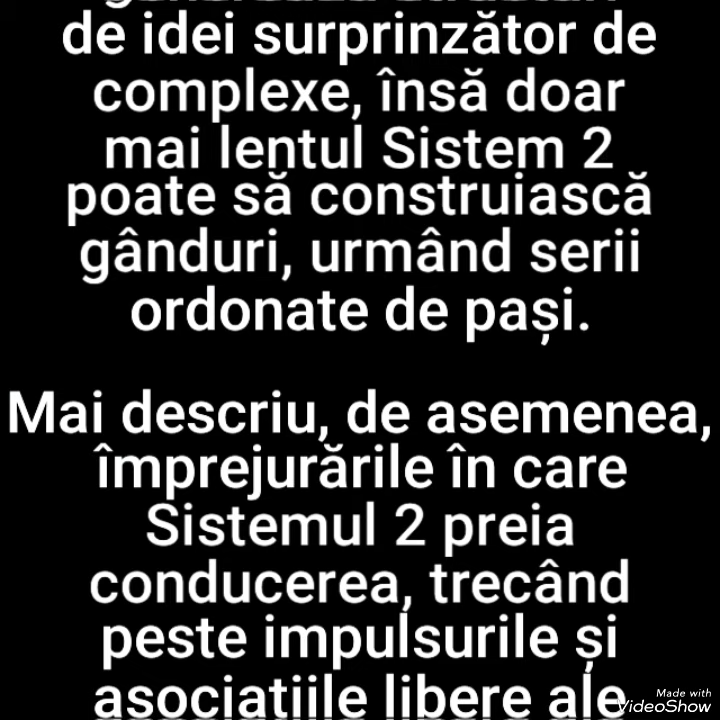 de idei surprinzător de
complexe, însă doar
mai lentul Sistem 2
poate să construiască
gânduri, urmând serii
ordonate de pași.
Mai descriu, de asemenea,
împrejurările în care
Sistemul 2 preia
conducerea, trecând
peste impulsurile și
asociațiile libere ale
Made with
VideoShow